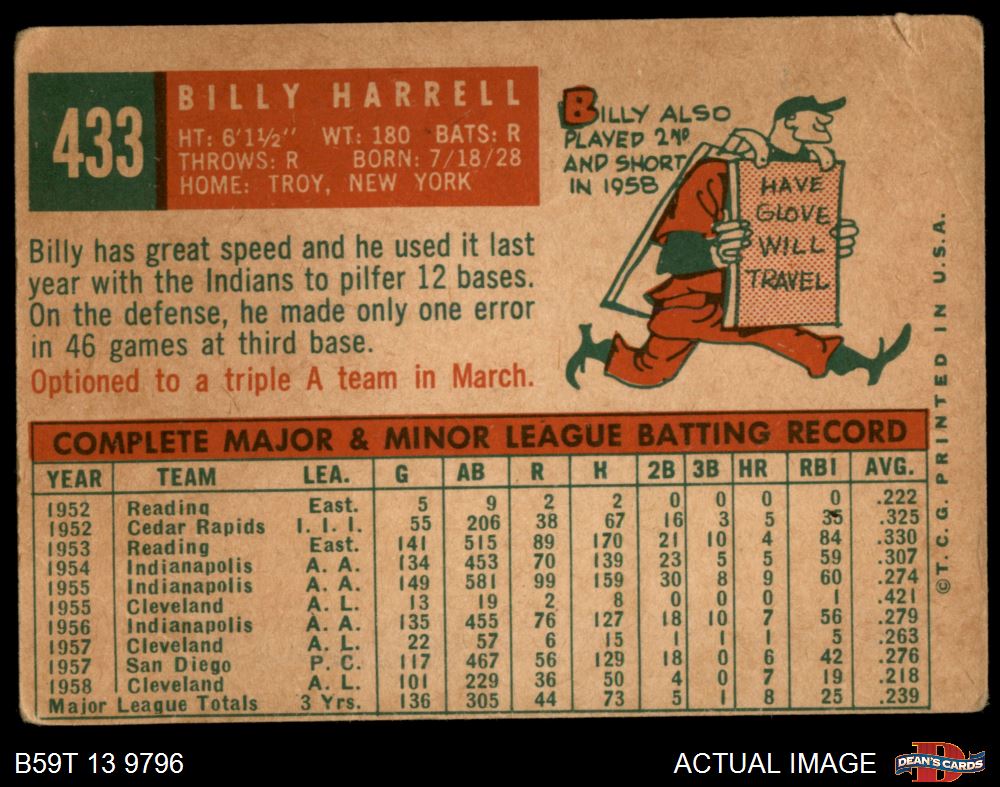 433
BILLY HARRELL
HT: 6'1½" WT: 180 BATS: R
THROWS: R BORN: 7/18/28
HOME: TROY, NEW YORK
BILLY ALSO
PLAYED 2ND
AND SHORT
IN 1958
HAVE
GLOVE
WILL
TRAVEL
Billy has great speed and he used it last
year with the Indians to pilfer 12 bases.
On the defense, he made only one error
in 46 games at third base.
Optioned to a triple A team in March.
COMPLETE MAJOR & MINOR LEAGUE BATTING RECORD
YEAR TEAM LEA. G AB R H 2B 3B HR RBI AVG.
1952 Reading East. 5 9 2 2 0 0 0 0 .222
1952 Cedar Rapids I. I. I. 55 206 38 67 16 3 5 35 .325
1953 Reading East. 141 515 89 170 21 10 4 84 .330
1954 Indianapolis A. A. 134 453 70 139 23 5 5 59 .307
1955 Indianapolis A. A. 149 581 99 159 30 8 9 60 .274
1955 Cleveland A. L. 13 19 2 8 0 0 0 1 .421
1956 Indianapolis A. A. 135 455 76 127 18 10 7 56 .279
1957 Cleveland A. L. 22 57 6 15 1 1 1 5 .263
1957 San Diego P. C. 117 467 56 129 18 0 6 42 .276
1958 Cleveland A. L. 101 229 36 50 4 0 7 19 .218
Major League Totals 3 Yrs. 136 305 44 73 5 1 8 25 .239
©T.C.G. PRINTED IN U.S.A.
B59T 13 9796
ACTUAL IMAGE
D
DEAN'S CARDS